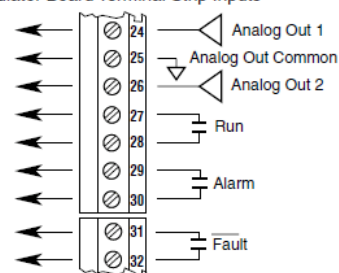 Board Terminal Strip Inputs
24 Analog Out 1
25 Analog Out Common
26 Analog Out 2
27
Run
28
29
Alarm
30
31
Fault
32